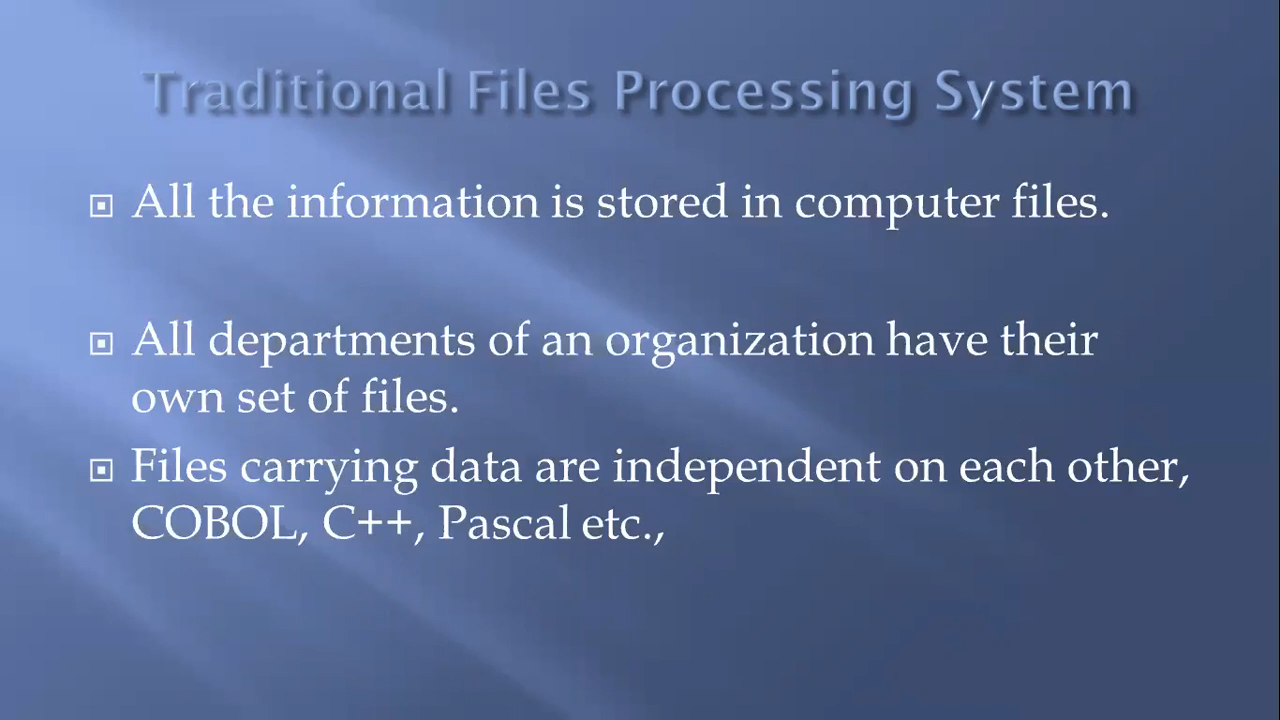 Traditional Files Processing System
All the information is stored in computer files.
All departments of an organization have their
own set of files.
Files carrying data are independent on each other,
COBOL, C++, Pascal etc.,